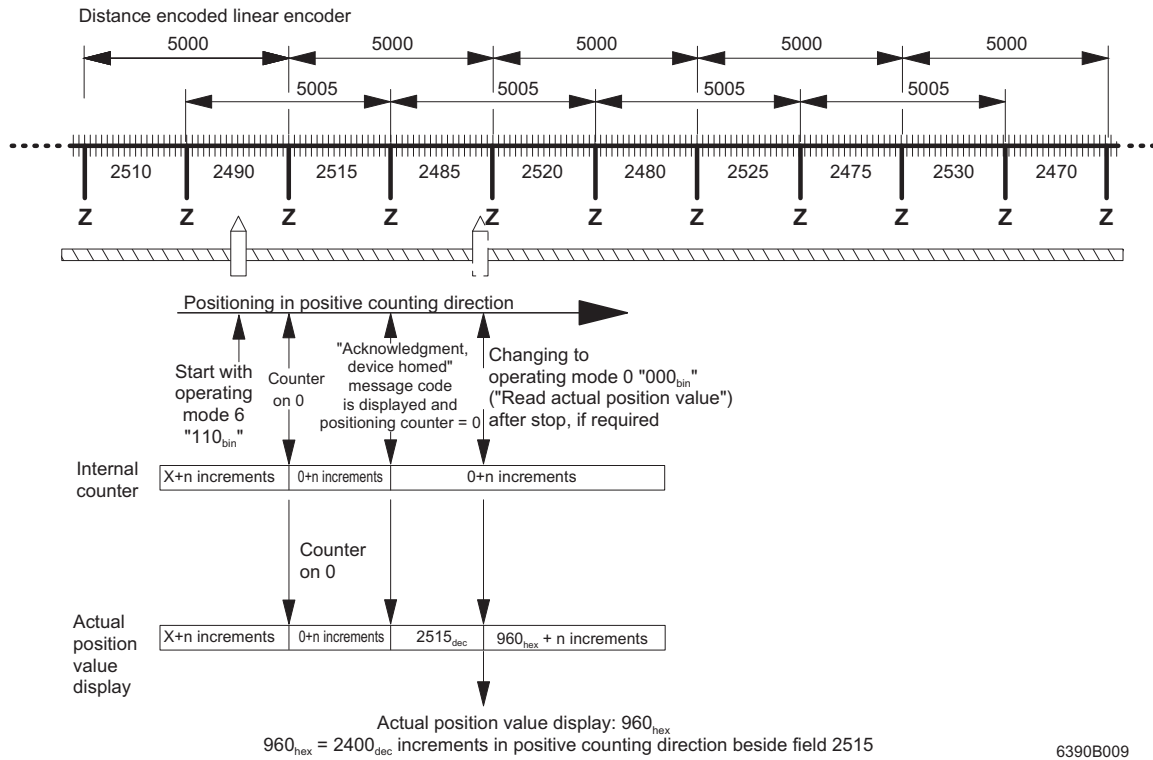 Distance encoded linear encoder
5000 5000 5000 5000 5000
5005 5005 5005 5005
2510 2490 2515 2485 2520 2480 2525 2475 2530 2470
Z Z Z Z Z Z Z Z Z Z Z
Positioning in positive counting direction
Start with
operating
mode 6
"110bin"
Counter
on 0
"Acknowledgment,
device homed"
message code
is displayed and
positioning counter = 0
Changing to
operating mode 0 "000bin"
("Read actual position value")
after stop, if required
Internal
counter
X+n increments 0+n increments 0+n increments
Counter
on 0
Actual
position
value
display
X+n increments 0+n increments 2515dec 960hex + n increments
Actual position value display: 960hex
960hex = 2400dec increments in positive counting direction beside field 2515
6390B009